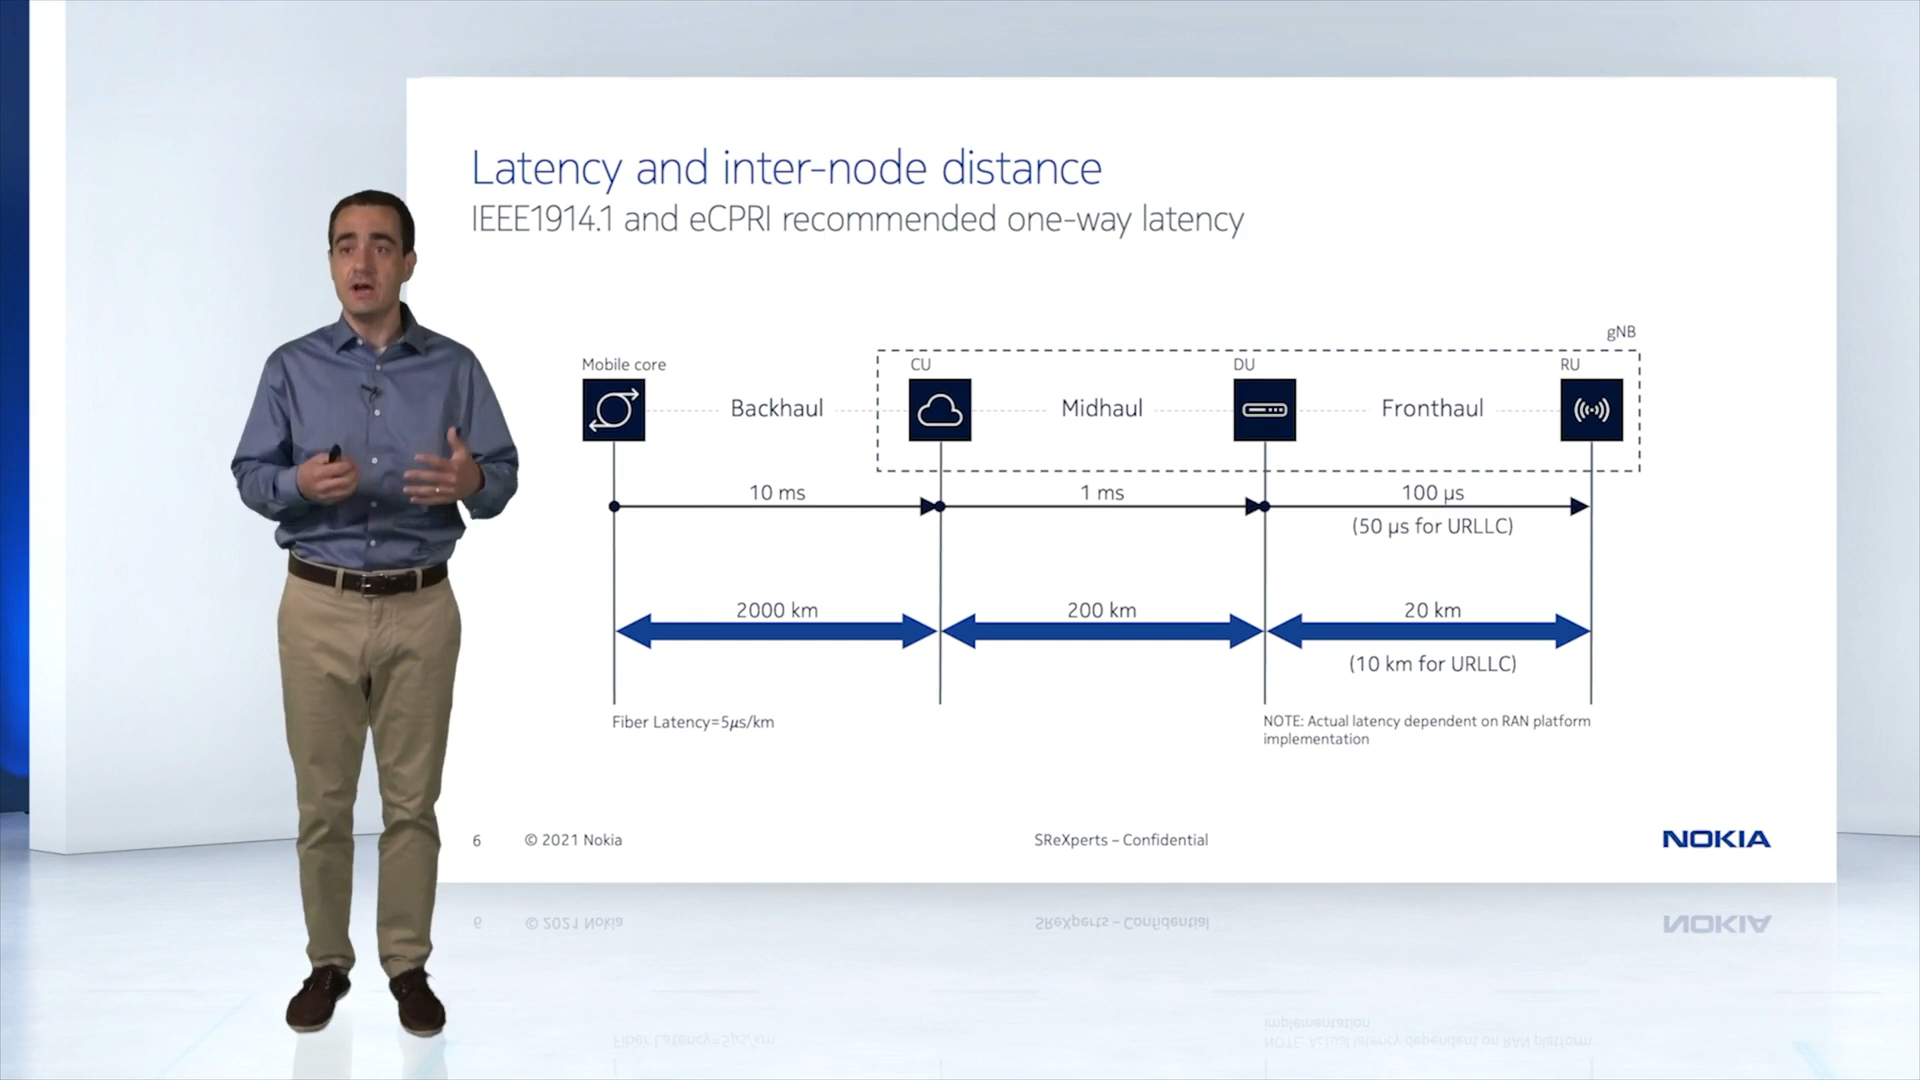 Latency and inter-node distance
IEEE1914.1 and eCPRI recommended one-way latency
gNB
Mobile core
CU
DU
RU
Backhaul
Midhaul
Fronthaul
10 ms
1 ms
100 µs
(50 µs for URLLC)
2000 km
200 km
20 km
(10 km for URLLC)
Fiber Latency=5µs/km
NOTE: Actual latency dependent on RAN platform
implementation
6
© 2021 Nokia
SReXperts – Confidential
NOKIA